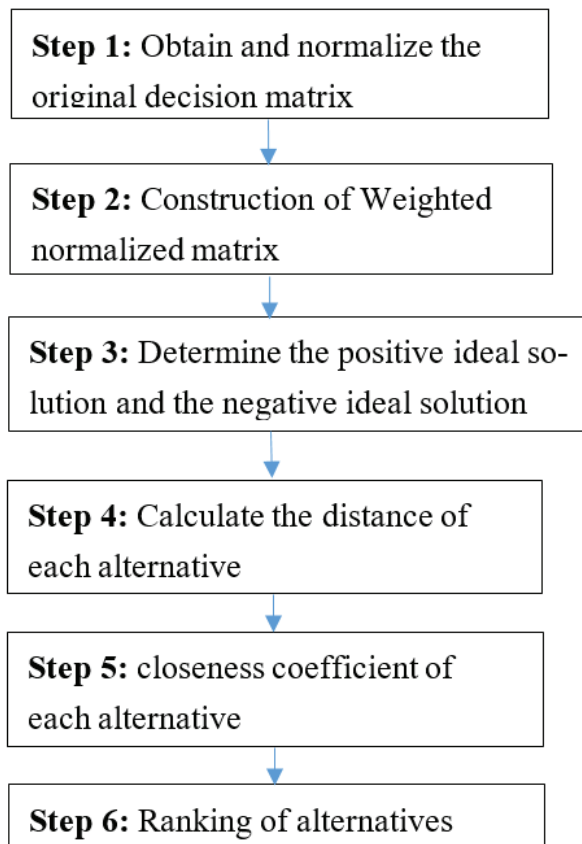 Step 1: Obtain and normalize the
original decision matrix
Step 2: Construction of Weighted
normalized matrix
Step 3: Determine the positive ideal so-
lution and the negative ideal solution
Step 4: Calculate the distance of
each alternative
Step 5: closeness coefficient of
each alternative
Step 6: Ranking of alternatives